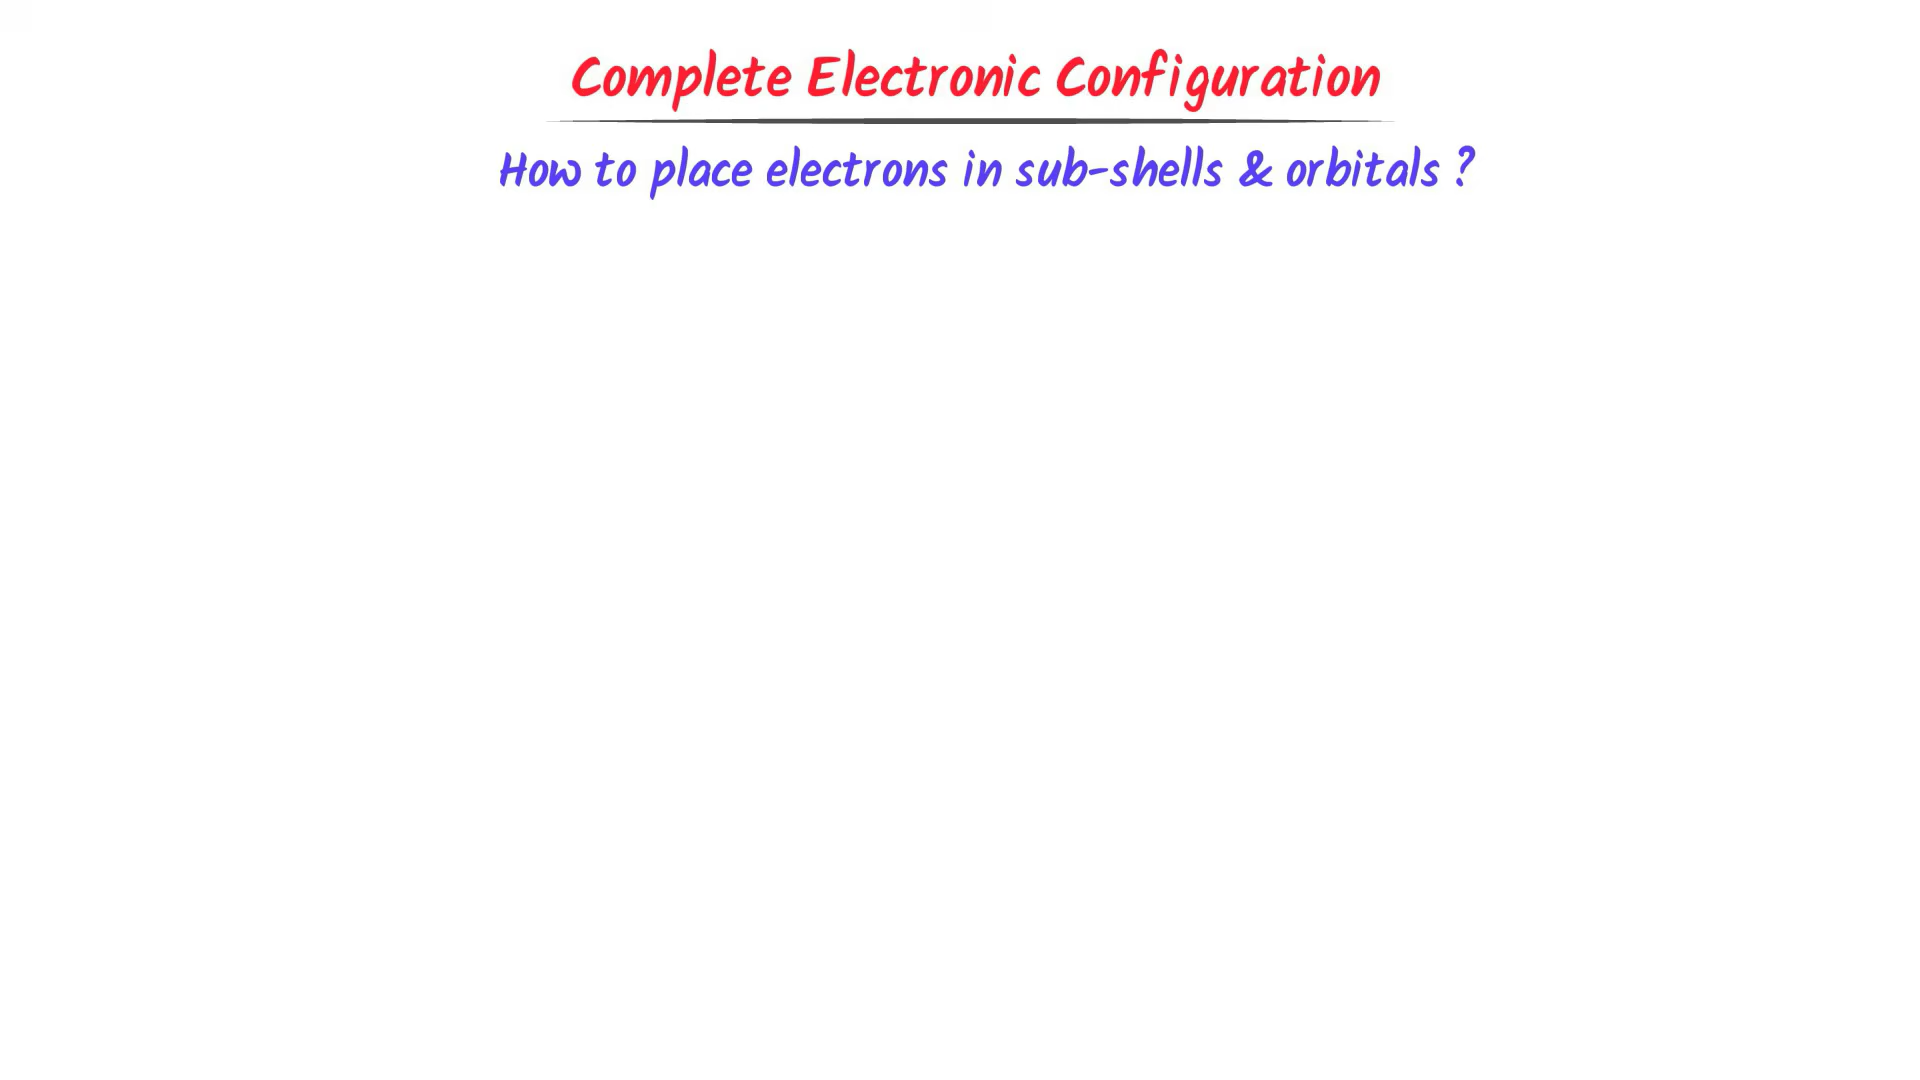 Complete Electronic Configuration
How to place electrons in sub-shells & orbitals ?